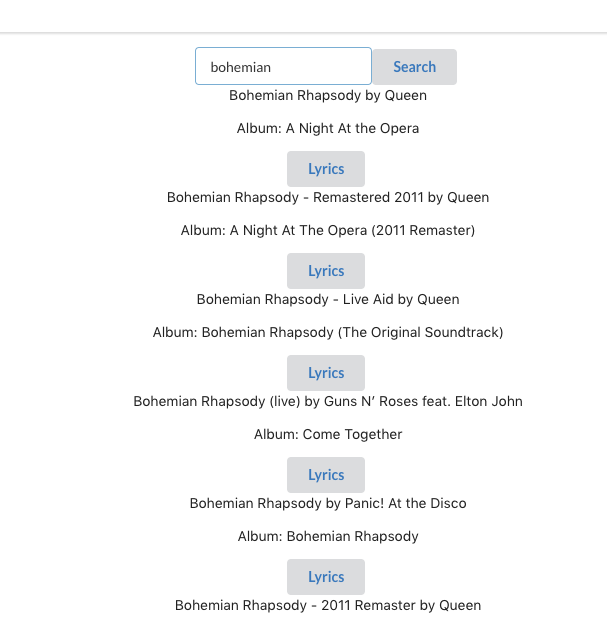 bohemian Search
Bohemian Rhapsody by Queen
Album: A Night At the Opera
Lyrics
Bohemian Rhapsody - Remastered 2011 by Queen
Album: A Night At The Opera (2011 Remaster)
Lyrics
Bohemian Rhapsody - Live Aid by Queen
Album: Bohemian Rhapsody (The Original Soundtrack)
Lyrics
Bohemian Rhapsody (live) by Guns N’ Roses feat. Elton John
Album: Come Together
Lyrics
Bohemian Rhapsody by Panic! At the Disco
Album: Bohemian Rhapsody
Lyrics
Bohemian Rhapsody - 2011 Remaster by Queen